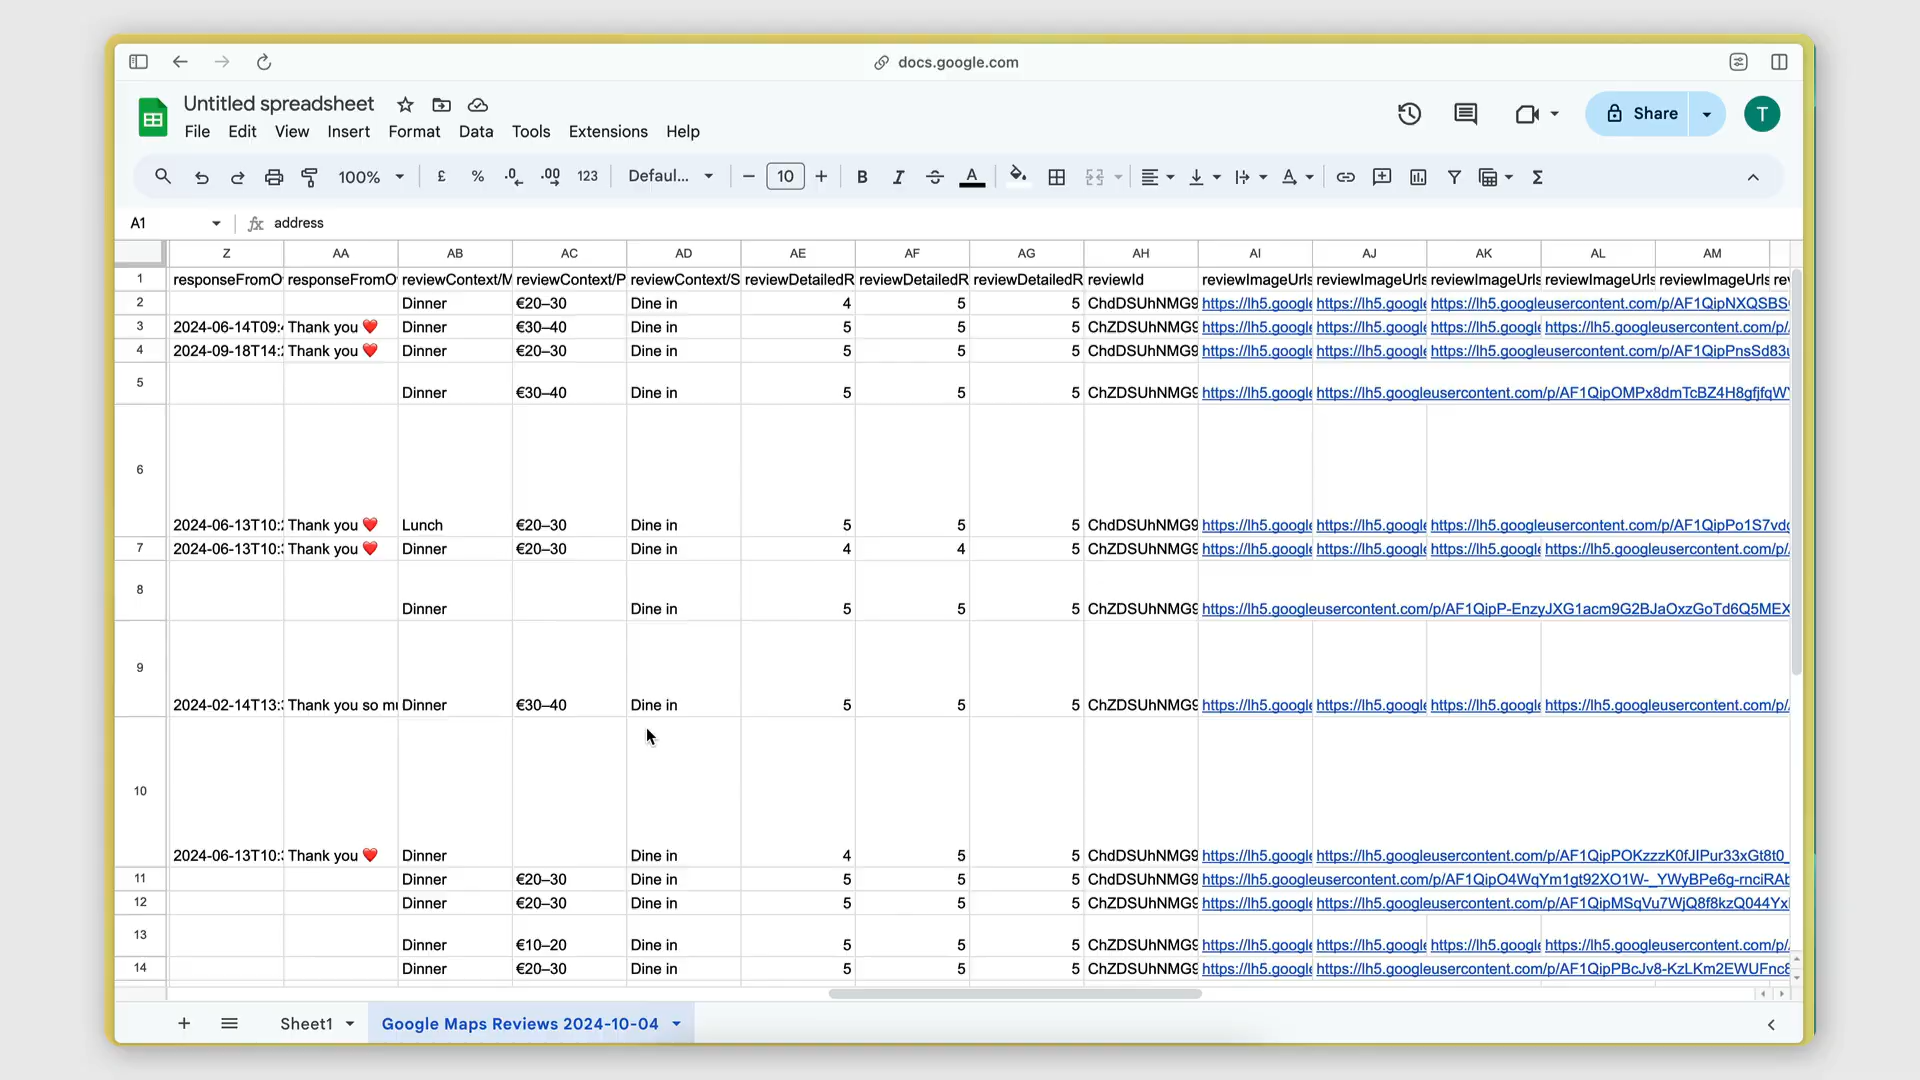 docs.google.com
Untitled spreadsheet
File Edit View Insert Format Data Tools Extensions Help
Share
T
100% £ % .0 .00 123 Defaul... − 10 + B I S A Σ
A1 fx address
Z AA AB AC AD AE AF AG AH AI AJ AK AL AM
1 responseFromO responseFromO reviewContext/M reviewContext/P reviewContext/S reviewDetailedR reviewDetailedR reviewDetailedR reviewId reviewImageUrls reviewImageUrls reviewImageUrls reviewImageUrls reviewImageUrls rev
2 Dinner €20–30 Dine in 4 5 5 ChdDSUhNMG9 https://lh5.google https://lh5.google https://lh5.googleusercontent.com/p/AF1QipNXQSBS
3 2024-06-14T09: Thank you ❤️ Dinner €30–40 Dine in 5 5 5 ChZDSUhNMG9 https://lh5.google https://lh5.google https://lh5.google https://lh5.googleusercontent.com/p/
4 2024-09-18T14: Thank you ❤️ Dinner €20–30 Dine in 5 5 5 ChdDSUhNMG9 https://lh5.google https://lh5.google https://lh5.googleusercontent.com/p/AF1QipPnsSd83
5 Dinner €30–40 Dine in 5 5 5 ChZDSUhNMG9 https://lh5.google https://lh5.googleusercontent.com/p/AF1QipOMPx8dmTcBZ4H8gfjfqW
6 2024-06-13T10: Thank you ❤️ Lunch €20–30 Dine in 5 5 5 ChdDSUhNMG9 https://lh5.google https://lh5.google https://lh5.googleusercontent.com/p/AF1QipPo1S7vd
7 2024-06-13T10: Thank you ❤️ Dinner €20–30 Dine in 4 4 5 ChZDSUhNMG9 https://lh5.google https://lh5.google https://lh5.google https://lh5.googleusercontent.com/p/
8 Dinner Dine in 5 5 5 ChZDSUhNMG9 https://lh5.googleusercontent.com/p/AF1QipP-EnzyJXG1acm9G2BJaOxzGoTd6Q5MEX
9 2024-02-14T13: Thank you so mu Dinner €30–40 Dine in 5 5 5 ChZDSUhNMG9 https://lh5.google https://lh5.google https://lh5.google https://lh5.googleusercontent.com/p/
10 2024-06-13T10: Thank you ❤️ Dinner Dine in 4 5 5 ChdDSUhNMG9 https://lh5.google https://lh5.googleusercontent.com/p/AF1QipPOKzzzK0fJIPur33xGt8t0_
11 Dinner €20–30 Dine in 5 5 5 ChdDSUhNMG9 https://lh5.googleusercontent.com/p/AF1QipO4WqYm1gt92XO1W-_YWyBPe6g-rnciRAb
12 Dinner €20–30 Dine in 5 5 5 ChZDSUhNMG9 https://lh5.google https://lh5.googleusercontent.com/p/AF1QipMSqVu7WjQ8f8kzQ044Yx
13 Dinner €10–20 Dine in 5 5 5 ChZDSUhNMG9 https://lh5.google https://lh5.google https://lh5.google https://lh5.googleusercontent.com/p/
14 Dinner €20–30 Dine in 5 5 5 ChZDSUhNMG9 https://lh5.google https://lh5.googleusercontent.com/p/AF1QipPBcJv8-KzLKm2EWUFnc8
Sheet1 Google Maps Reviews 2024-10-04